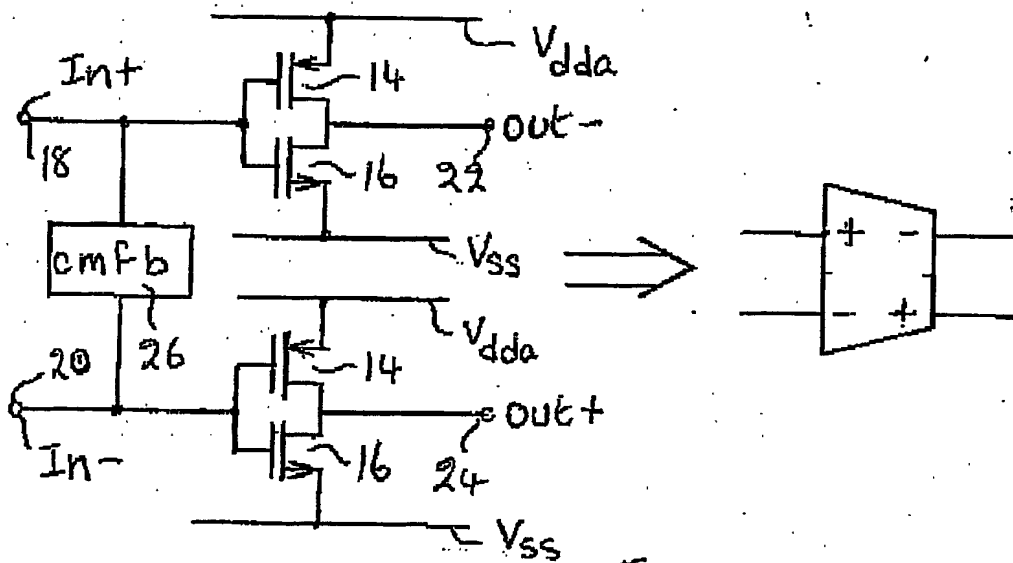 Vdda
In+
14
out-
18
16
22
+ -
cmfb
Vss
- +
26
Vdda
20
14
out+
In-
16
24
Vss